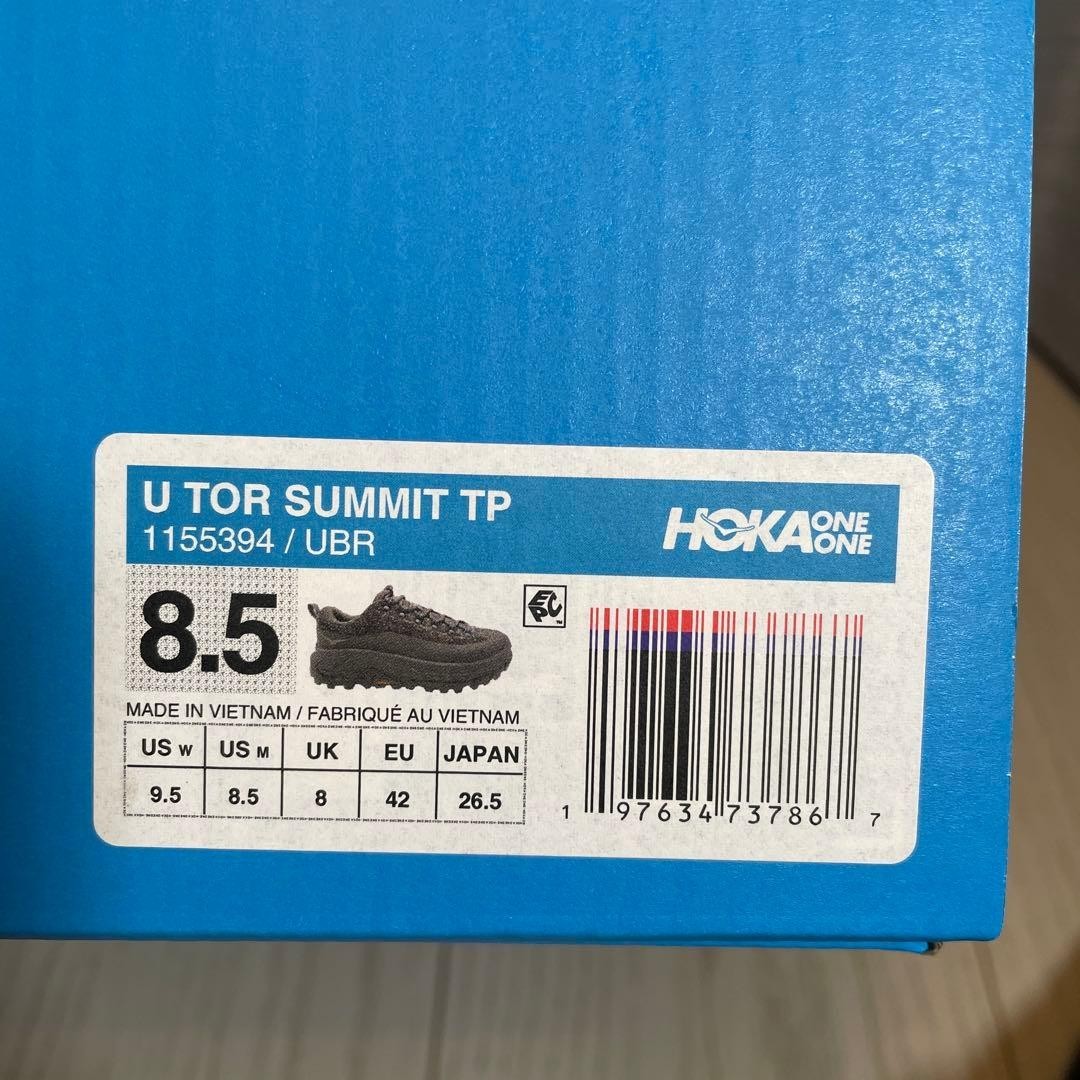 U TOR SUMMIT TP
1155394 / UBR
HOKA ONE ONE
8.5
EPC™
MADE IN VIETNAM / FABRIQUÉ AU VIETNAM
US W US M UK EU JAPAN
9.5 8.5 8 42 26.5
1 97634 73786 7